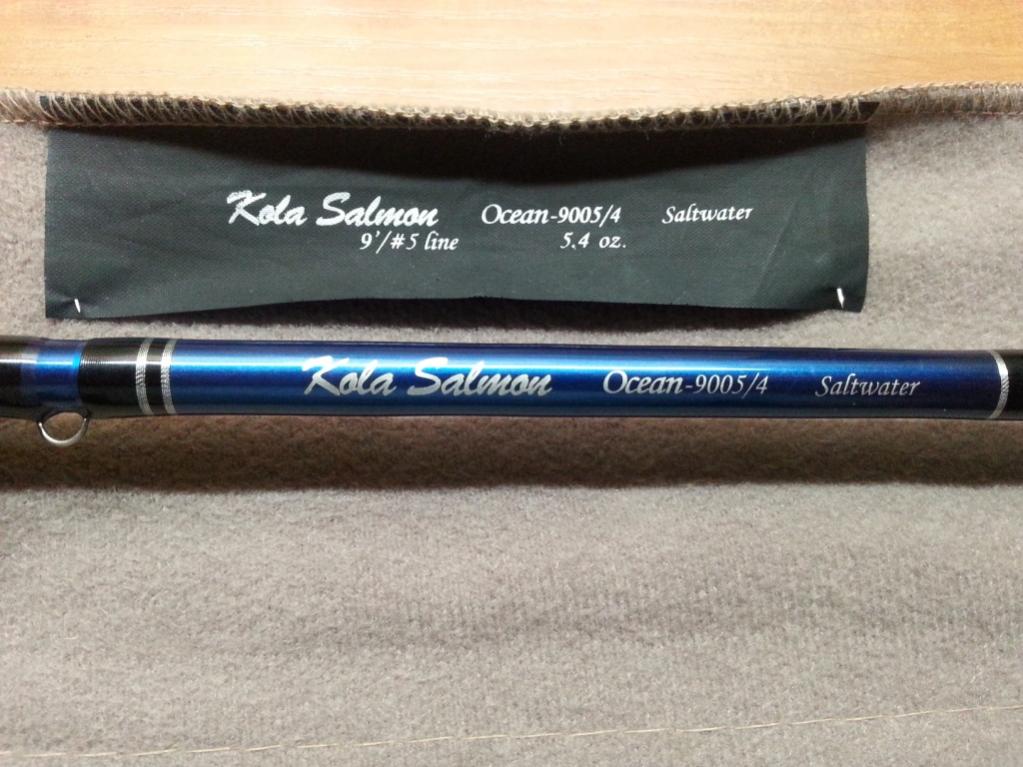 Kola Salmon Ocean-9005/4 Saltwater
9'/#5 line 5.4 oz.
Kola Salmon Ocean-9005/4 Saltwater